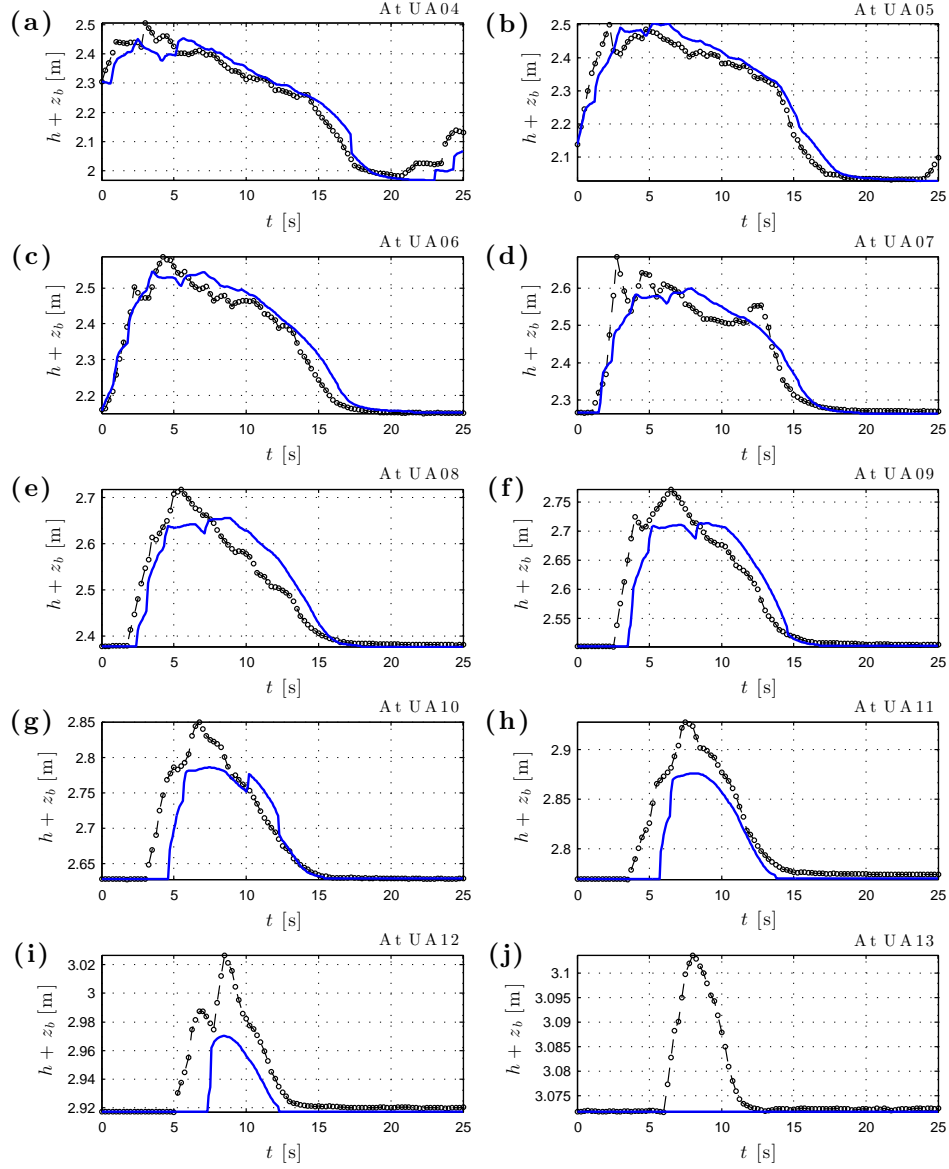 (a) At UA04
h + z_b [m]
2.5
2.4
2.3
2.2
2.1
2
0 5 10 15 20 25
t [s]
(b) At UA05
h + z_b [m]
2.5
2.4
2.3
2.2
2.1
0 5 10 15 20 25
t [s]
(c) At UA06
h + z_b [m]
2.5
2.4
2.3
2.2
0 5 10 15 20 25
t [s]
(d) At UA07
h + z_b [m]
2.6
2.5
2.4
2.3
0 5 10 15 20 25
t [s]
(e) At UA08
h + z_b [m]
2.7
2.6
2.5
2.4
0 5 10 15 20 25
t [s]
(f) At UA09
h + z_b [m]
2.75
2.7
2.65
2.6
2.55
0 5 10 15 20 25
t [s]
(g) At UA10
h + z_b [m]
2.85
2.8
2.75
2.7
2.65
0 5 10 15 20 25
t [s]
(h) At UA11
h + z_b [m]
2.9
2.85
2.8
0 5 10 15 20 25
t [s]
(i) At UA12
h + z_b [m]
3.02
3
2.98
2.96
2.94
2.92
0 5 10 15 20 25
t [s]
(j) At UA13
h + z_b [m]
3.1
3.095
3.09
3.085
3.08
3.075
0 5 10 15 20 25
t [s]